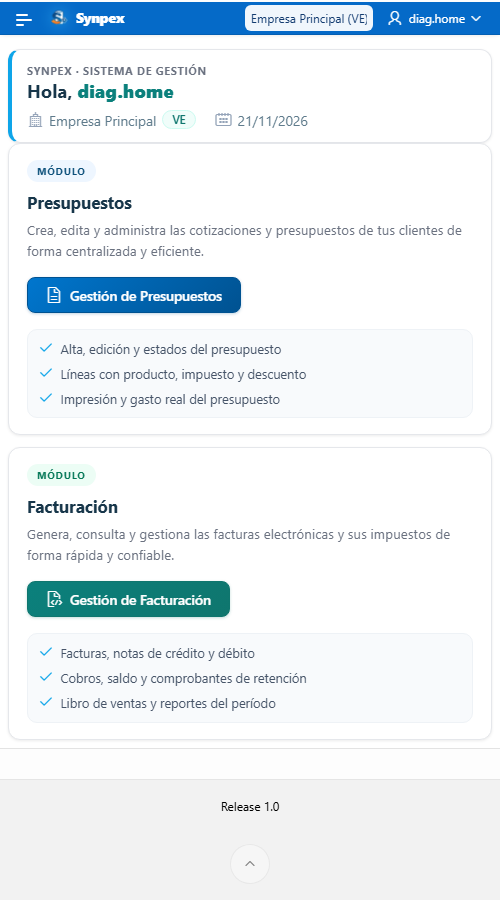 Synpex
Empresa Principal (VE)
diag.home
SYNPEX · SISTEMA DE GESTIÓN
Hola, diag.home
Empresa Principal VE 21/11/2026
MÓDULO
Presupuestos
Crea, edita y administra las cotizaciones y presupuestos de tus clientes de
forma centralizada y eficiente.
Gestión de Presupuestos
Alta, edición y estados del presupuesto
Líneas con producto, impuesto y descuento
Impresión y gasto real del presupuesto
MÓDULO
Facturación
Genera, consulta y gestiona las facturas electrónicas y sus impuestos de
forma rápida y confiable.
Gestión de Facturación
Facturas, notas de crédito y débito
Cobros, saldo y comprobantes de retención
Libro de ventas y reportes del período
Release 1.0